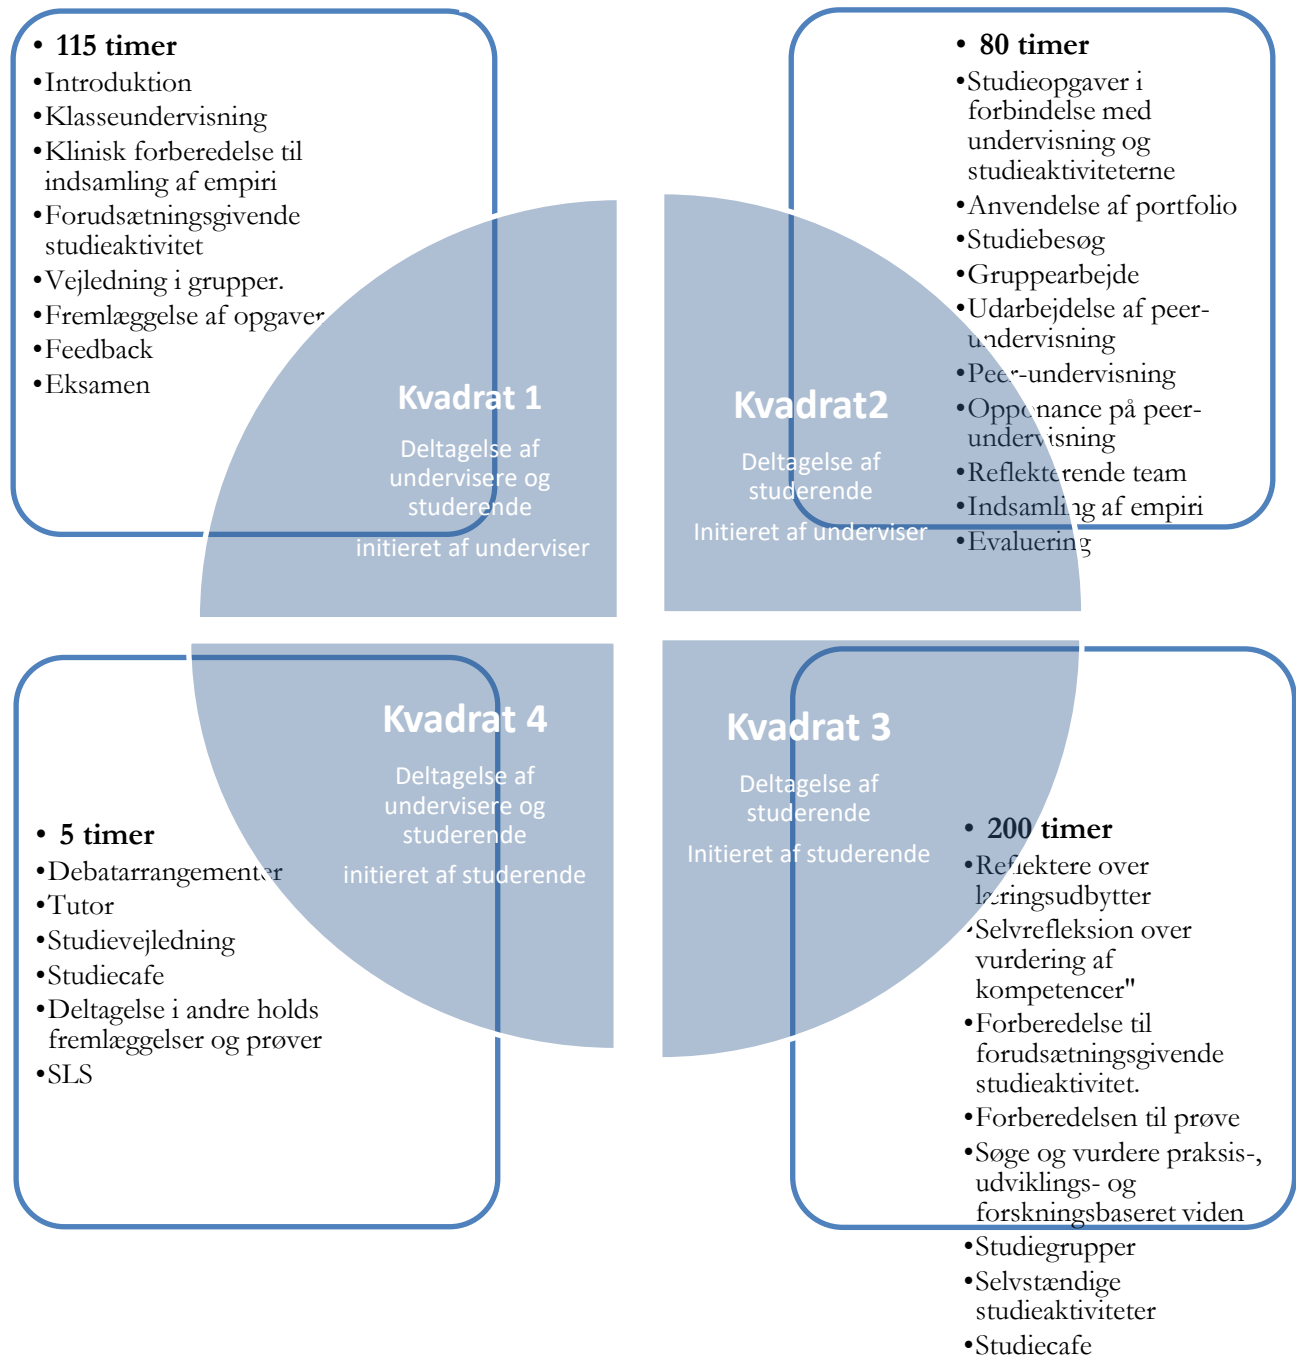 • 115 timer
•Introduktion
•Klasseundervisning
•Klinisk forberedelse til
indsamling af empiri
•Forudsætningsgivende
studieaktivitet
•Vejledning i grupper.
•Fremlæggelse af opgaver
•Feedback
•Eksamen
Kvadrat 1
Deltagelse af
undervisere og
studerende
initieret af underviser
• 80 timer
•Studieopgaver i
forbindelse med
undervisning og
studieaktiviteterne
•Anvendelse af portfolio
•Studiebesøg
•Gruppearbejde
•Udarbejdelse af peer-
undervisning
•Peer-undervisning
•Opponance på peer-
undervisning
•Reflekterende team
•Indsamling af empiri
•Evaluering
Kvadrat2
Deltagelse af
studerende
Initieret af underviser
Kvadrat 4
Deltagelse af
undervisere og
studerende
initieret af studerende
• 5 timer
•Debatarrangementer
•Tutor
•Studievejledning
•Studiecafe
•Deltagelse i andre holds
fremlæggelser og prøver
•SLS
Kvadrat 3
Deltagelse af
studerende
Initieret af studerende
• 200 timer
•Reflektere over
læringsudbytter
•Selvrefleksion over
vurdering af
kompetencer"
•Forberedelse til
forudsætningsgivende
studieaktivitet.
•Forberedelsen til prøve
•Søge og vurdere praksis-,
udviklings- og
forskningsbaseret viden
•Studiegrupper
•Selvstændige
studieaktiviteter
•Studiecafe